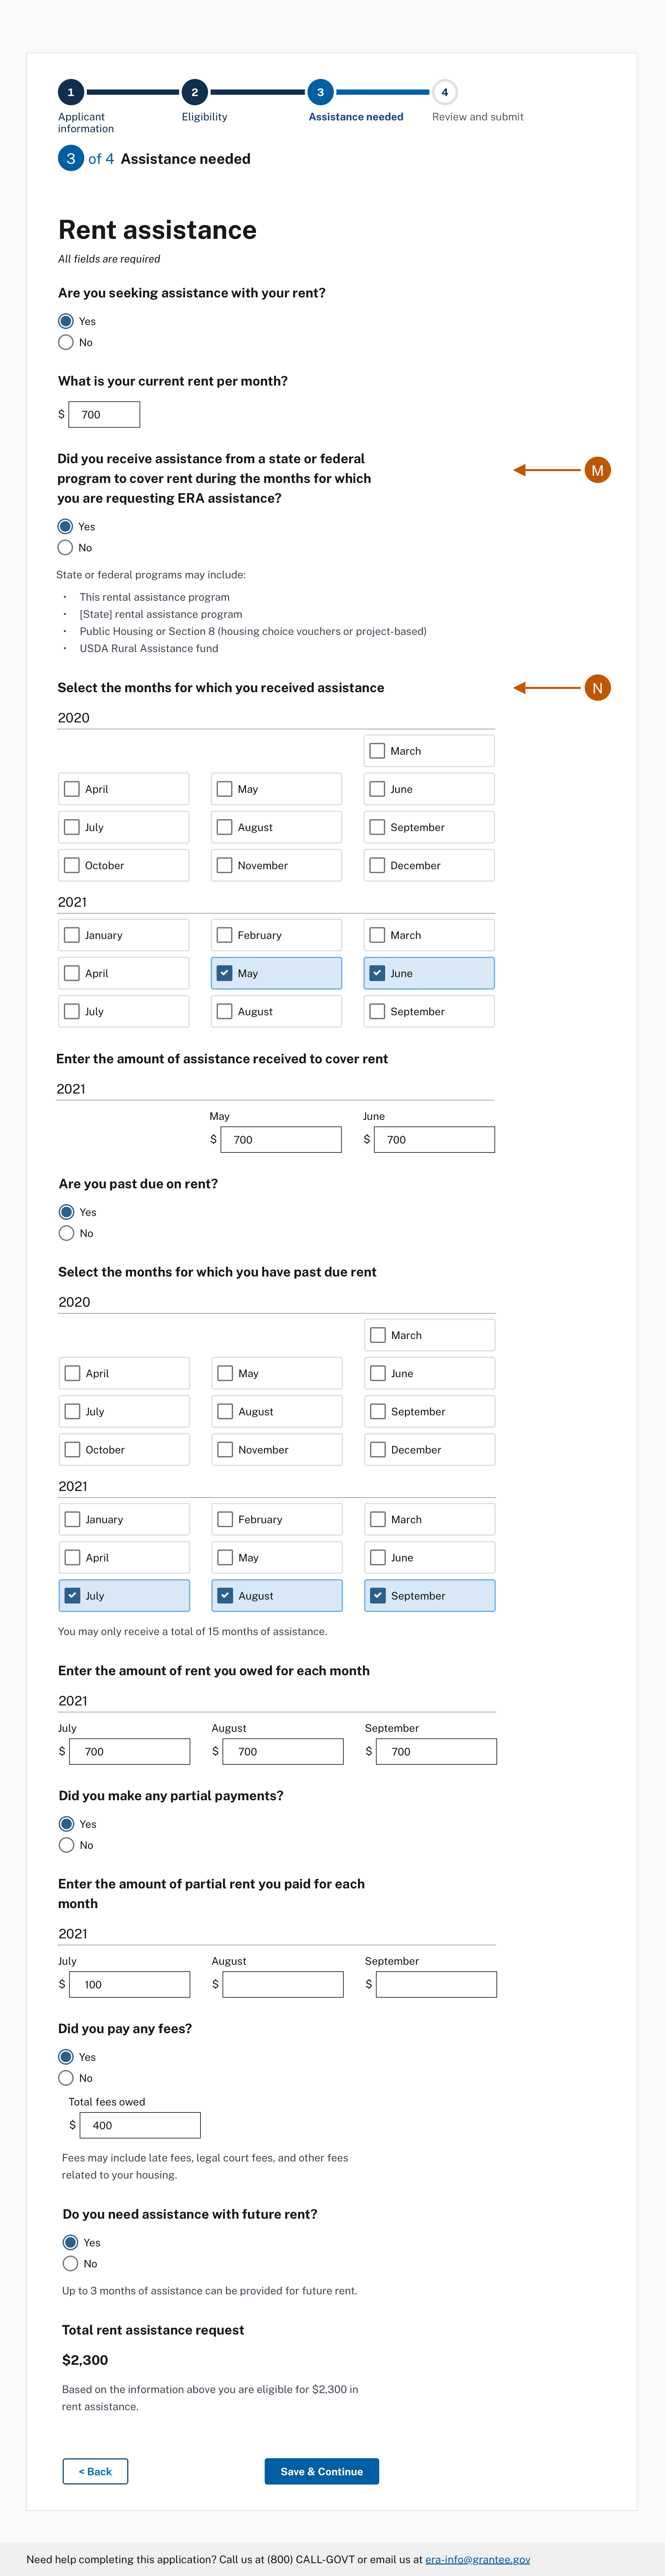 1 2 3 4
Applicant information Eligibility Assistance needed Review and submit
3 of 4 Assistance needed
Rent assistance
All fields are required
Are you seeking assistance with your rent?
Yes
No
What is your current rent per month?
$ 700
Did you receive assistance from a state or federal
program to cover rent during the months for which
you are requesting ERA assistance?
M
Yes
No
State or federal programs may include:
• This rental assistance program
• [State] rental assistance program
• Public Housing or Section 8 (housing choice vouchers or project-based)
• USDA Rural Assistance fund
Select the months for which you received assistance
N
2020
March
April May June
July August September
October November December
2021
January February March
April May June
July August September
Enter the amount of assistance received to cover rent
2021
May June
$ 700 $ 700
Are you past due on rent?
Yes
No
Select the months for which you have past due rent
2020
March
April May June
July August September
October November December
2021
January February March
April May June
July August September
You may only receive a total of 15 months of assistance.
Enter the amount of rent you owed for each month
2021
July August September
$ 700 $ 700 $ 700
Did you make any partial payments?
Yes
No
Enter the amount of partial rent you paid for each
month
2021
July August September
$ 100 $ $
Did you pay any fees?
Yes
No
Total fees owed
$ 400
Fees may include late fees, legal court fees, and other fees
related to your housing.
Do you need assistance with future rent?
Yes
No
Up to 3 months of assistance can be provided for future rent.
Total rent assistance request
$2,300
Based on the information above you are eligible for $2,300 in
rent assistance.
< Back Save & Continue
Need help completing this application? Call us at (800) CALL-GOVT or email us at era-info@grantee.gov